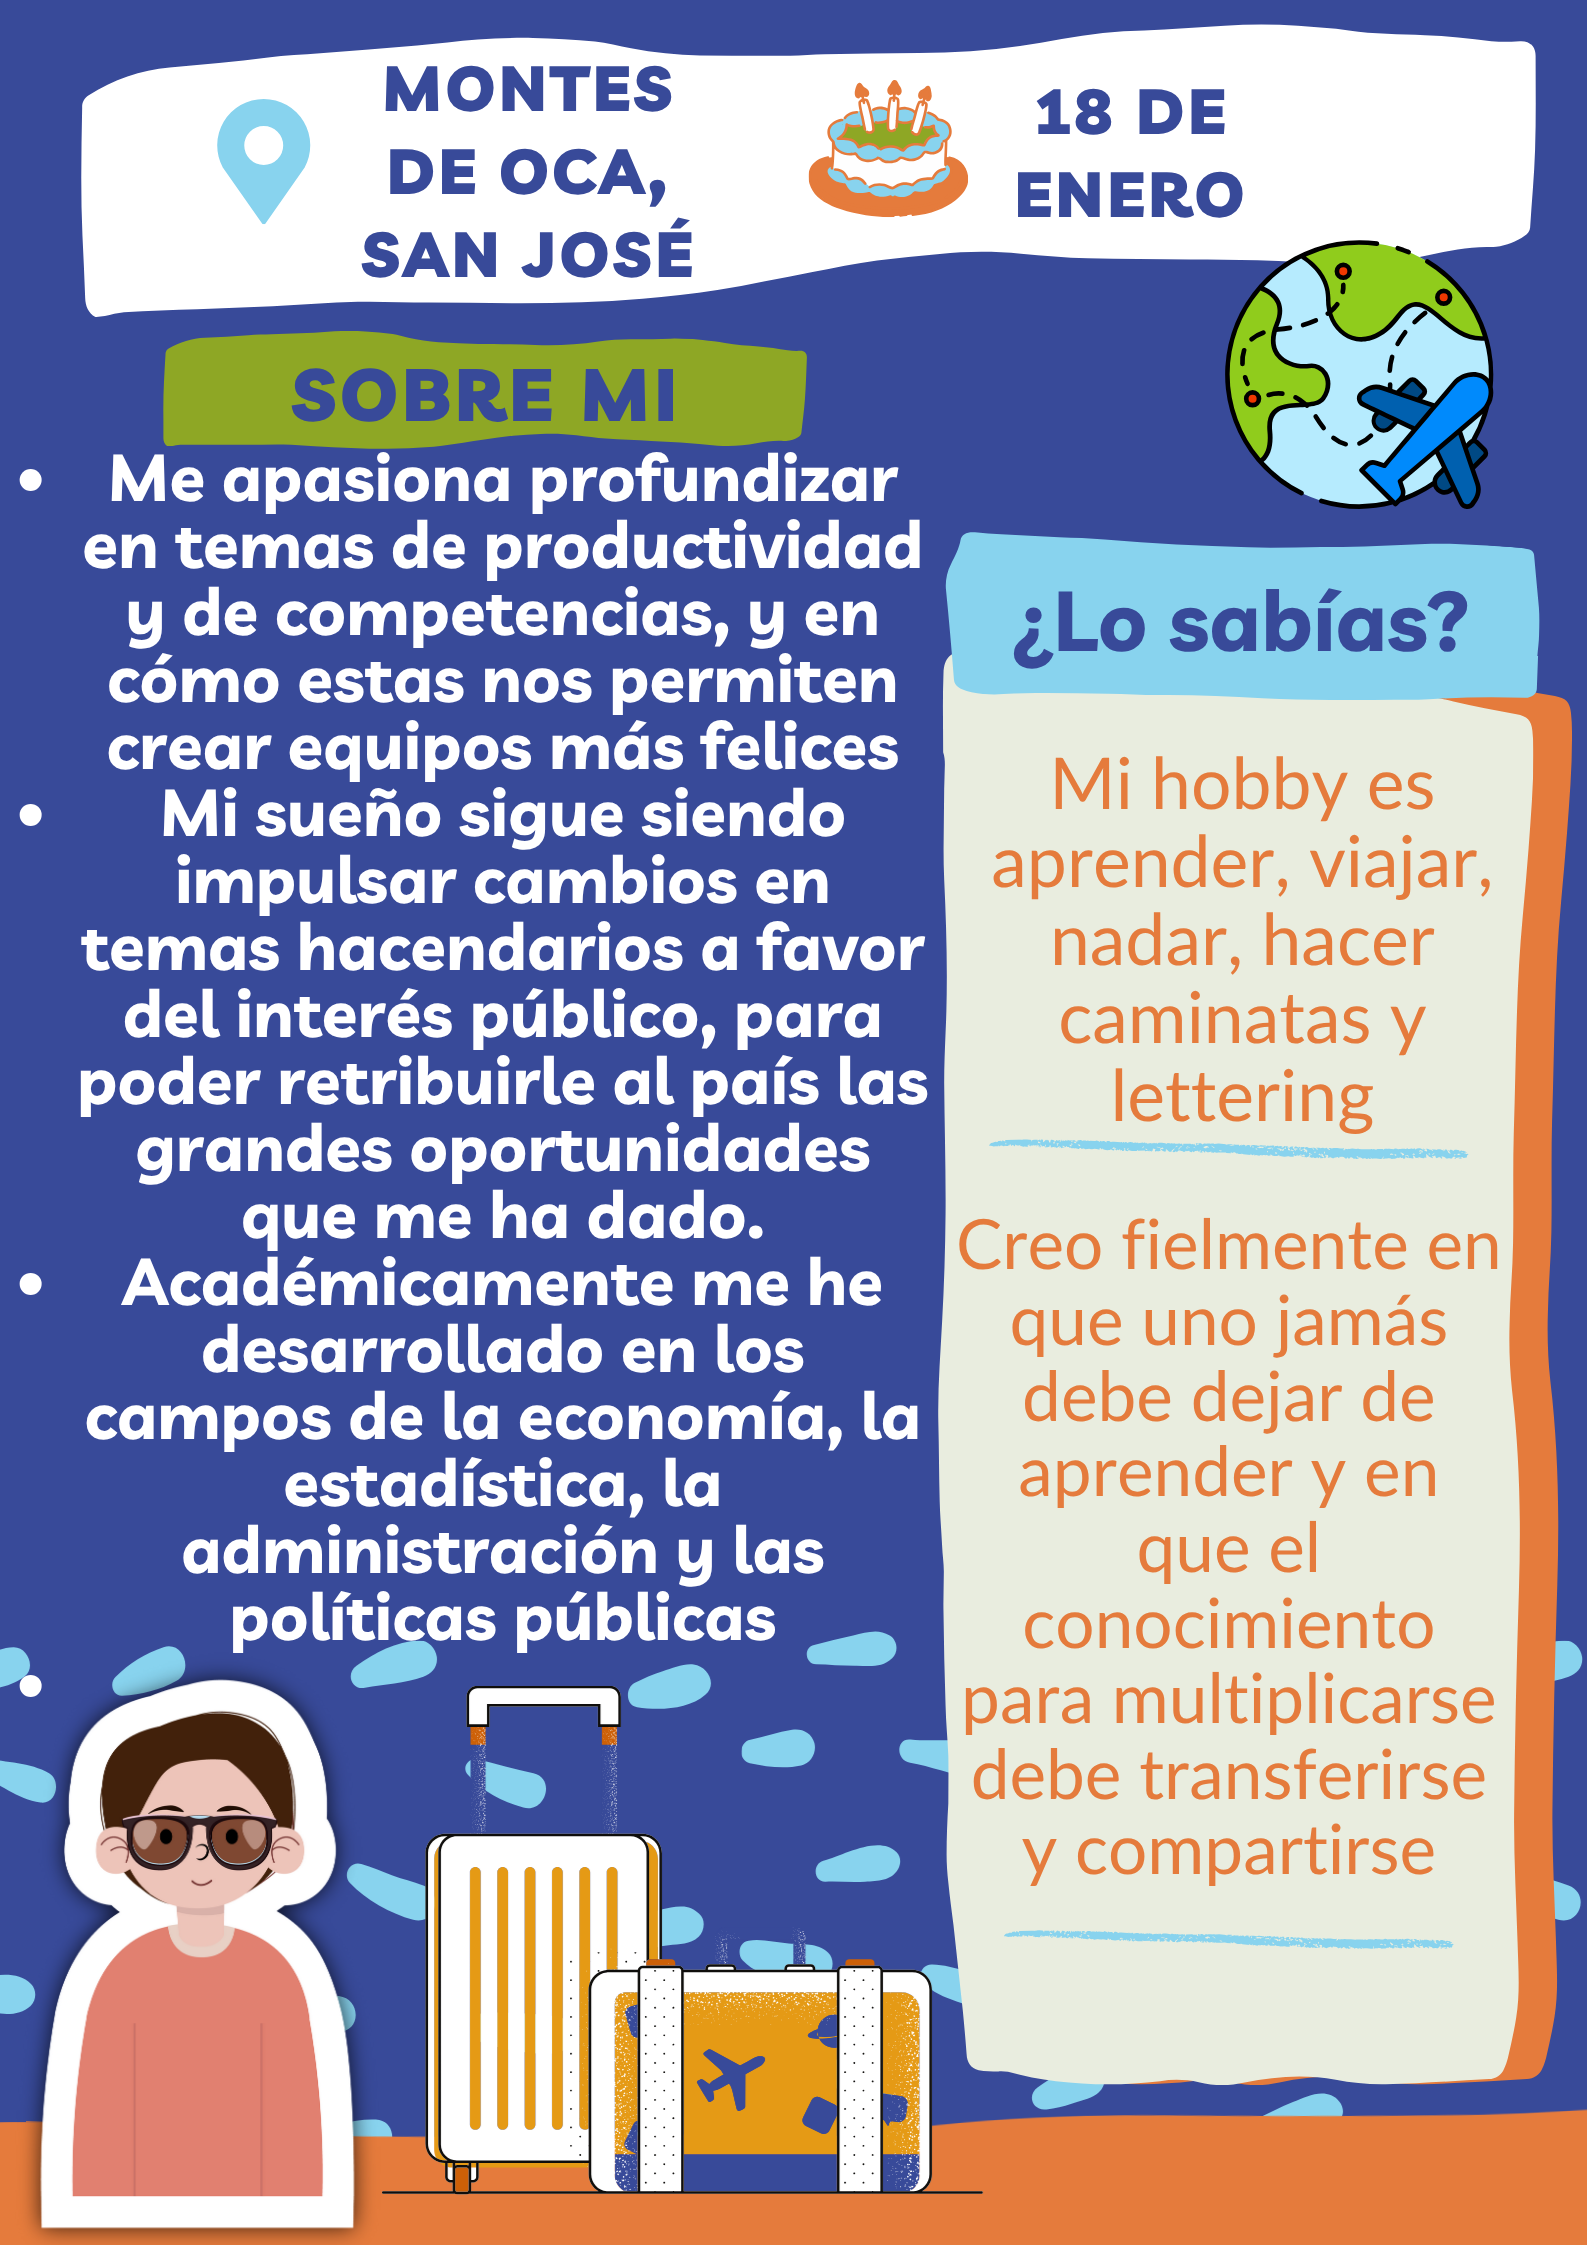 MONTES
DE OCA,
SAN JOSÉ
18 DE
ENERO
SOBRE MI
• Me apasiona profundizar
en temas de productividad
y de competencias, y en
cómo estas nos permiten
crear equipos más felices
• Mi sueño sigue siendo
impulsar cambios en
temas hacendarios a favor
del interés público, para
poder retribuirle al país las
grandes oportunidades
que me ha dado.
• Académicamente me he
desarrollado en los
campos de la economía, la
estadística, la
administración y las
políticas públicas
•
¿Lo sabías?
Mi hobby es
aprender, viajar,
nadar, hacer
caminatas y
lettering
Creo fielmente en
que uno jamás
debe dejar de
aprender y en
que el
conocimiento
para multiplicarse
debe transferirse
y compartirse